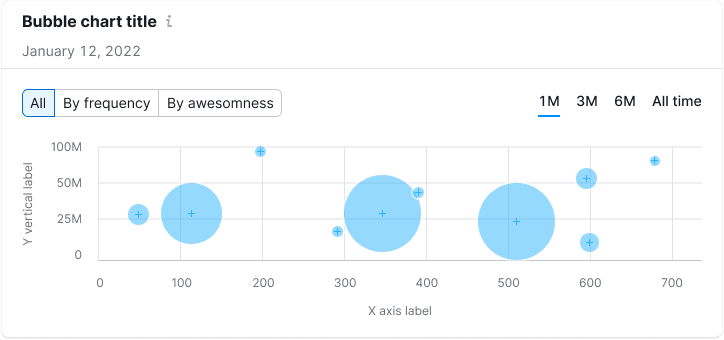 Bubble chart title i
January 12, 2022
All By frequency By awesomness 1M 3M 6M All time
100M
50M
25M
0
Y vertical label
0 100 200 300 400 500 600 700
X axis label